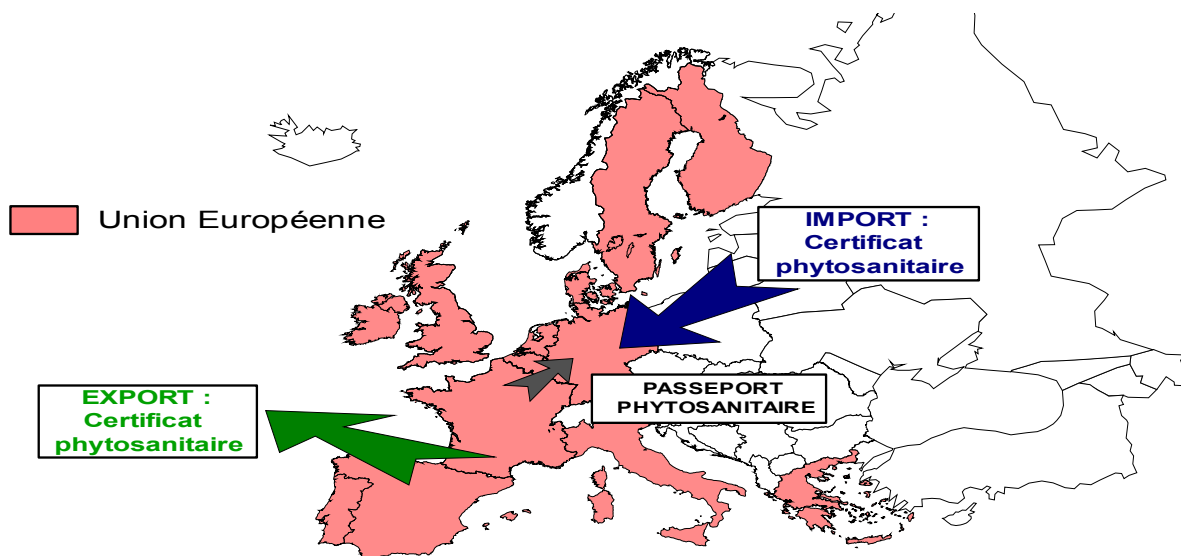 Union Européenne
IMPORT :
Certificat
phytosanitaire
PASSEPORT
PHYTOSANITAIRE
EXPORT :
Certificat
phytosanitaire